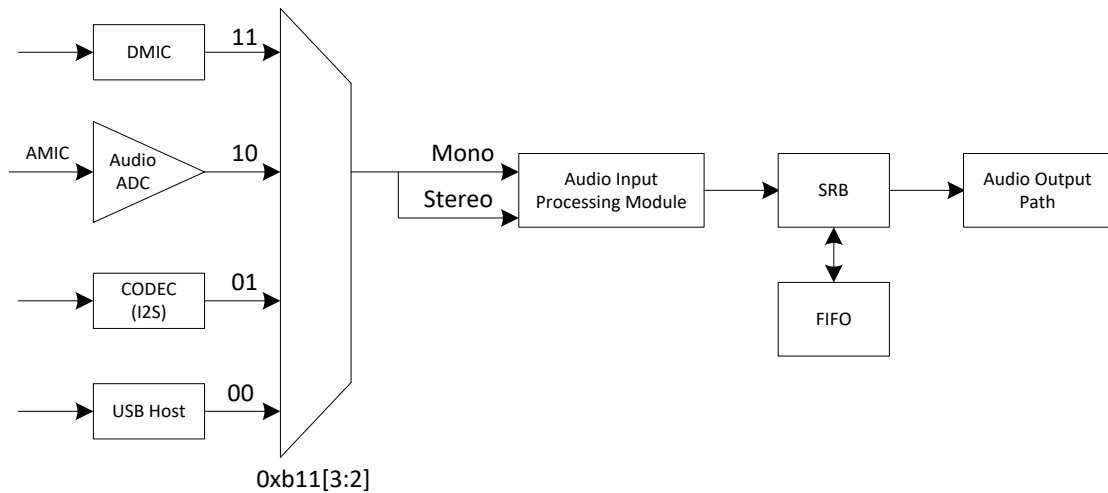 DMIC
11
AMIC
Audio
ADC
10
CODEC
(I2S)
01
USB Host
00
0xb11[3:2]
Mono
Stereo
Audio Input
Processing Module
SRB
FIFO
Audio Output
Path